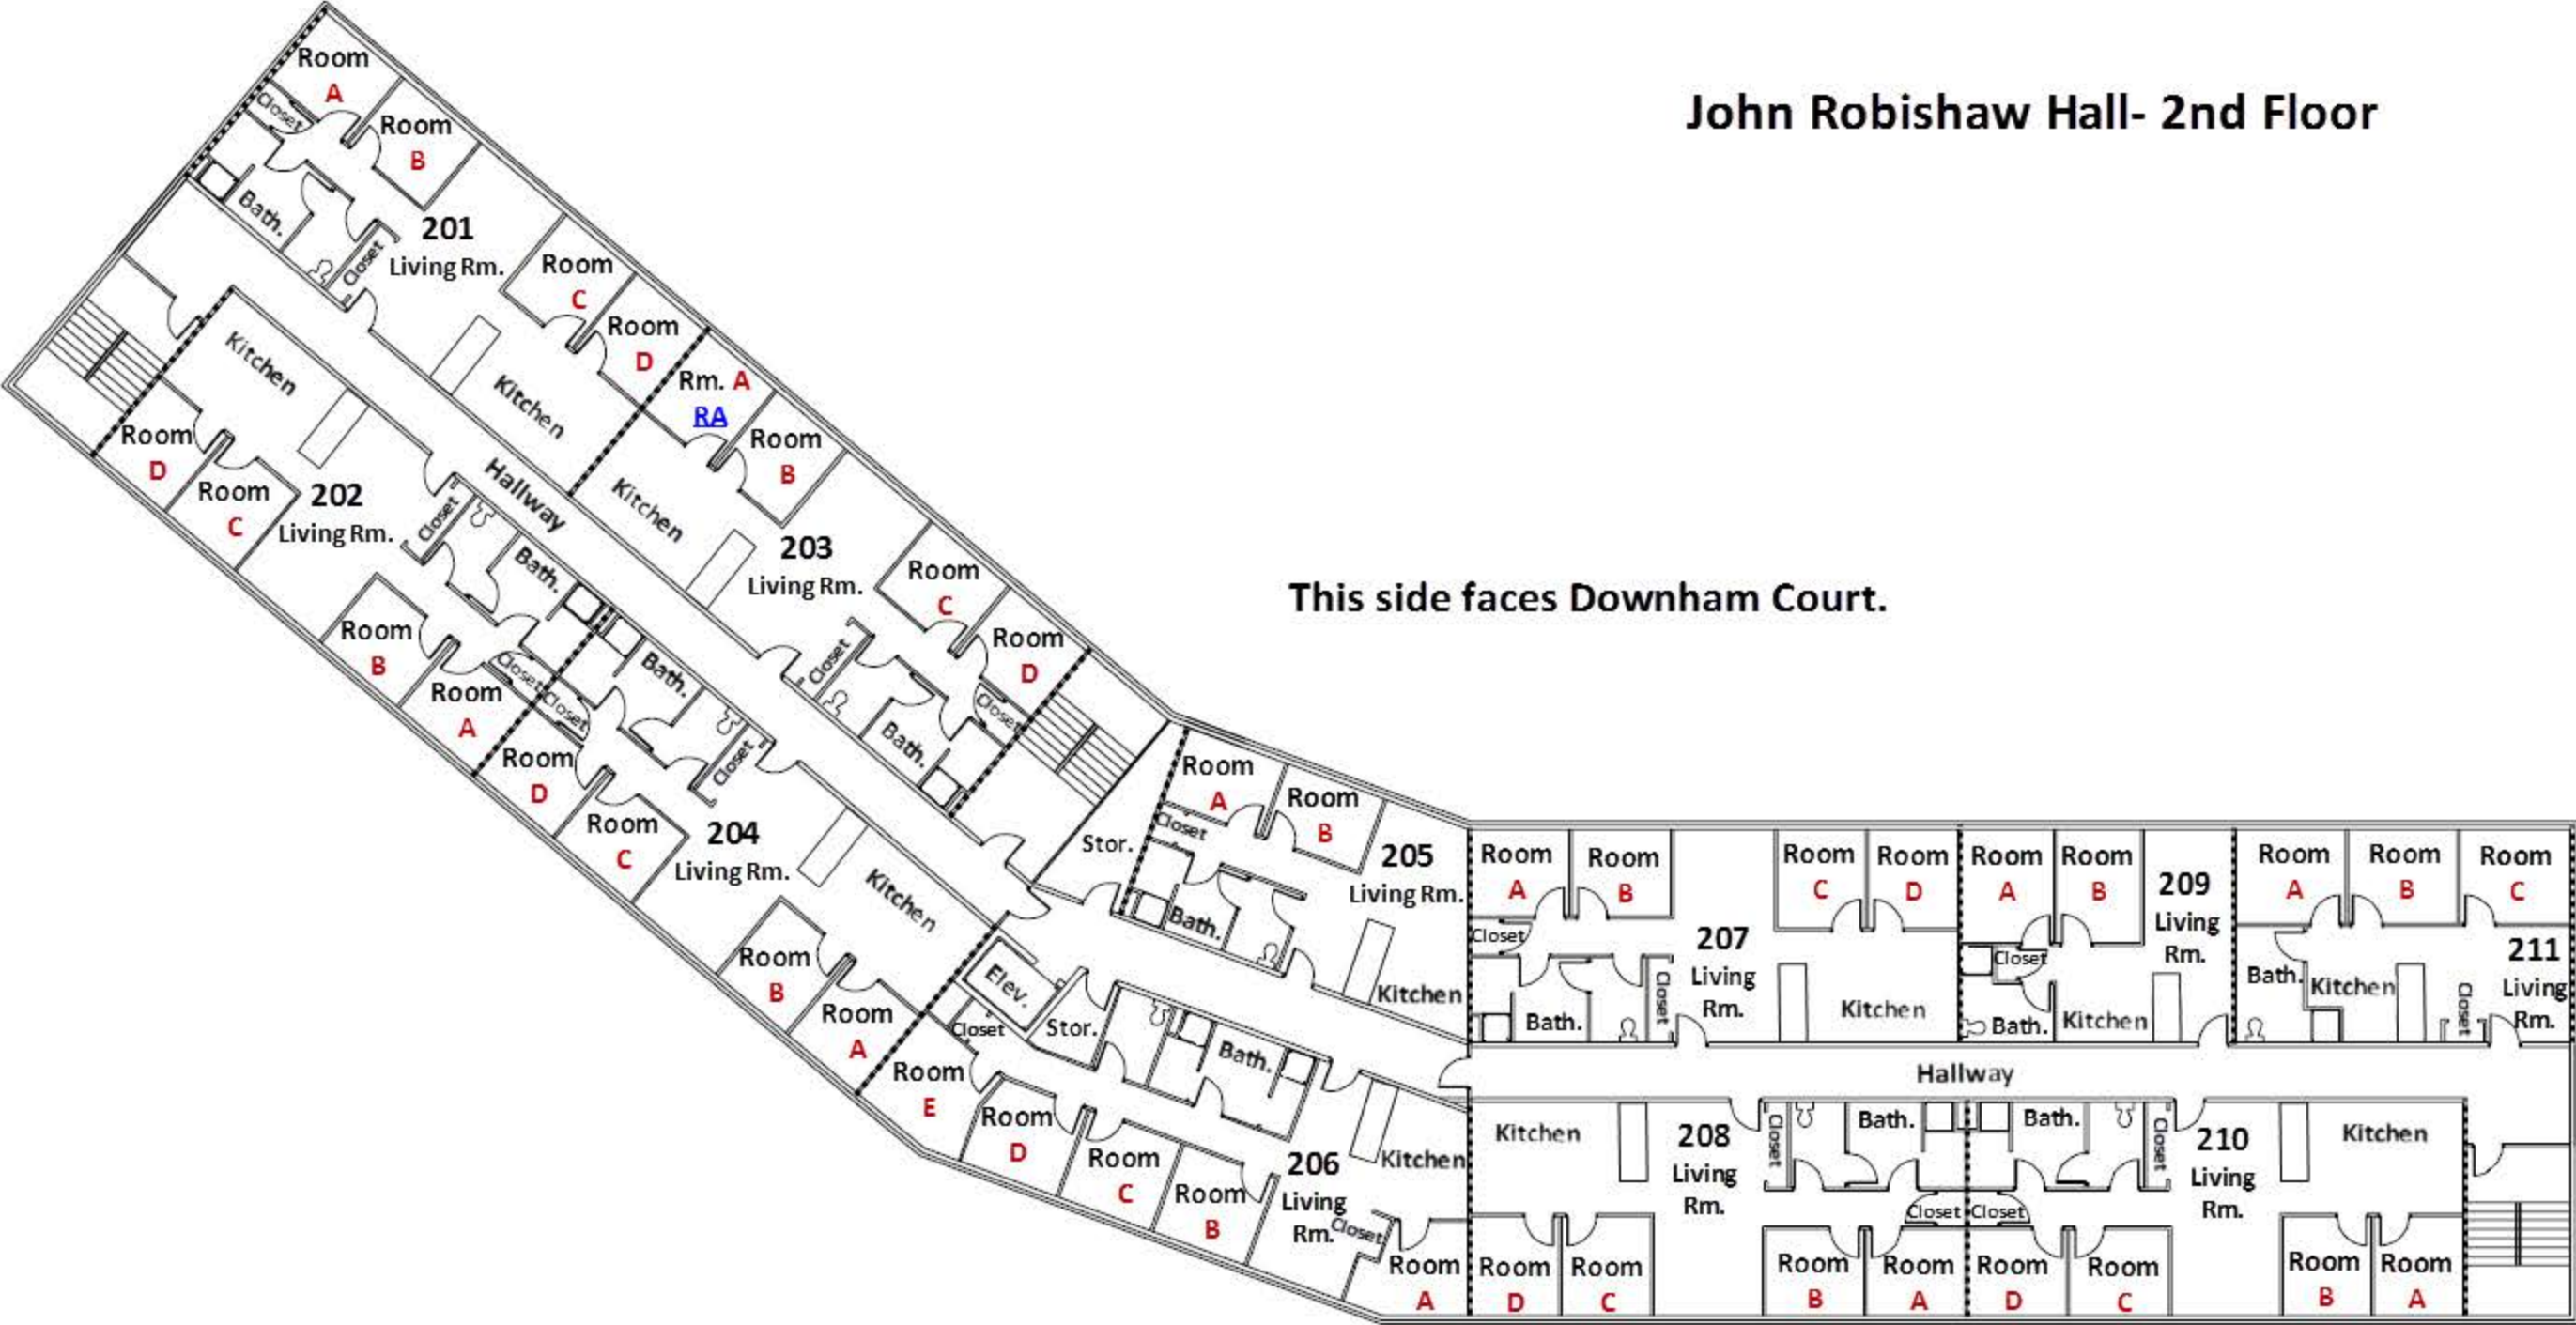 John Robishaw Hall- 2nd Floor
This side faces Downham Court.
Room
A
Closet
Room
B
Bath.
Closet
201
Living Rm.
Room
C
Room
D
Kitchen
Kitchen
Room
D
Room
C
202
Living Rm.
Closet
Bath.
Room
B
Room
A
Closet
Hallway
Rm. A
RA
Room
B
Kitchen
203
Living Rm.
Room
C
Room
D
Closet
Closet
Bath.
Closet
Bath.
Closet
Room
D
Room
C
204
Living Rm.
Kitchen
Room
B
Room
A
Stor.
Room
A
Closet
Room
B
Bath.
205
Living Rm.
Kitchen
Elev.
Stor.
Closet
Room
E
Room
D
Room
C
Room
B
Bath.
206
Living
Rm.
Closet
Kitchen
Room
A
Room
A
Room
B
Closet
Bath.
Closet
207
Living
Rm.
Room
C
Room
D
Kitchen
Room
A
Room
B
Closet
Bath.
Kitchen
209
Living
Rm.
Room
A
Room
B
Room
C
Bath.
Kitchen
Closet
211
Living
Rm.
Hallway
Kitchen
208
Living
Rm.
Closet
Bath.
Closet
Room
D
Room
C
Room
B
Room
A
Bath.
Closet
Closet
210
Living
Rm.
Kitchen
Room
D
Room
C
Room
B
Room
A